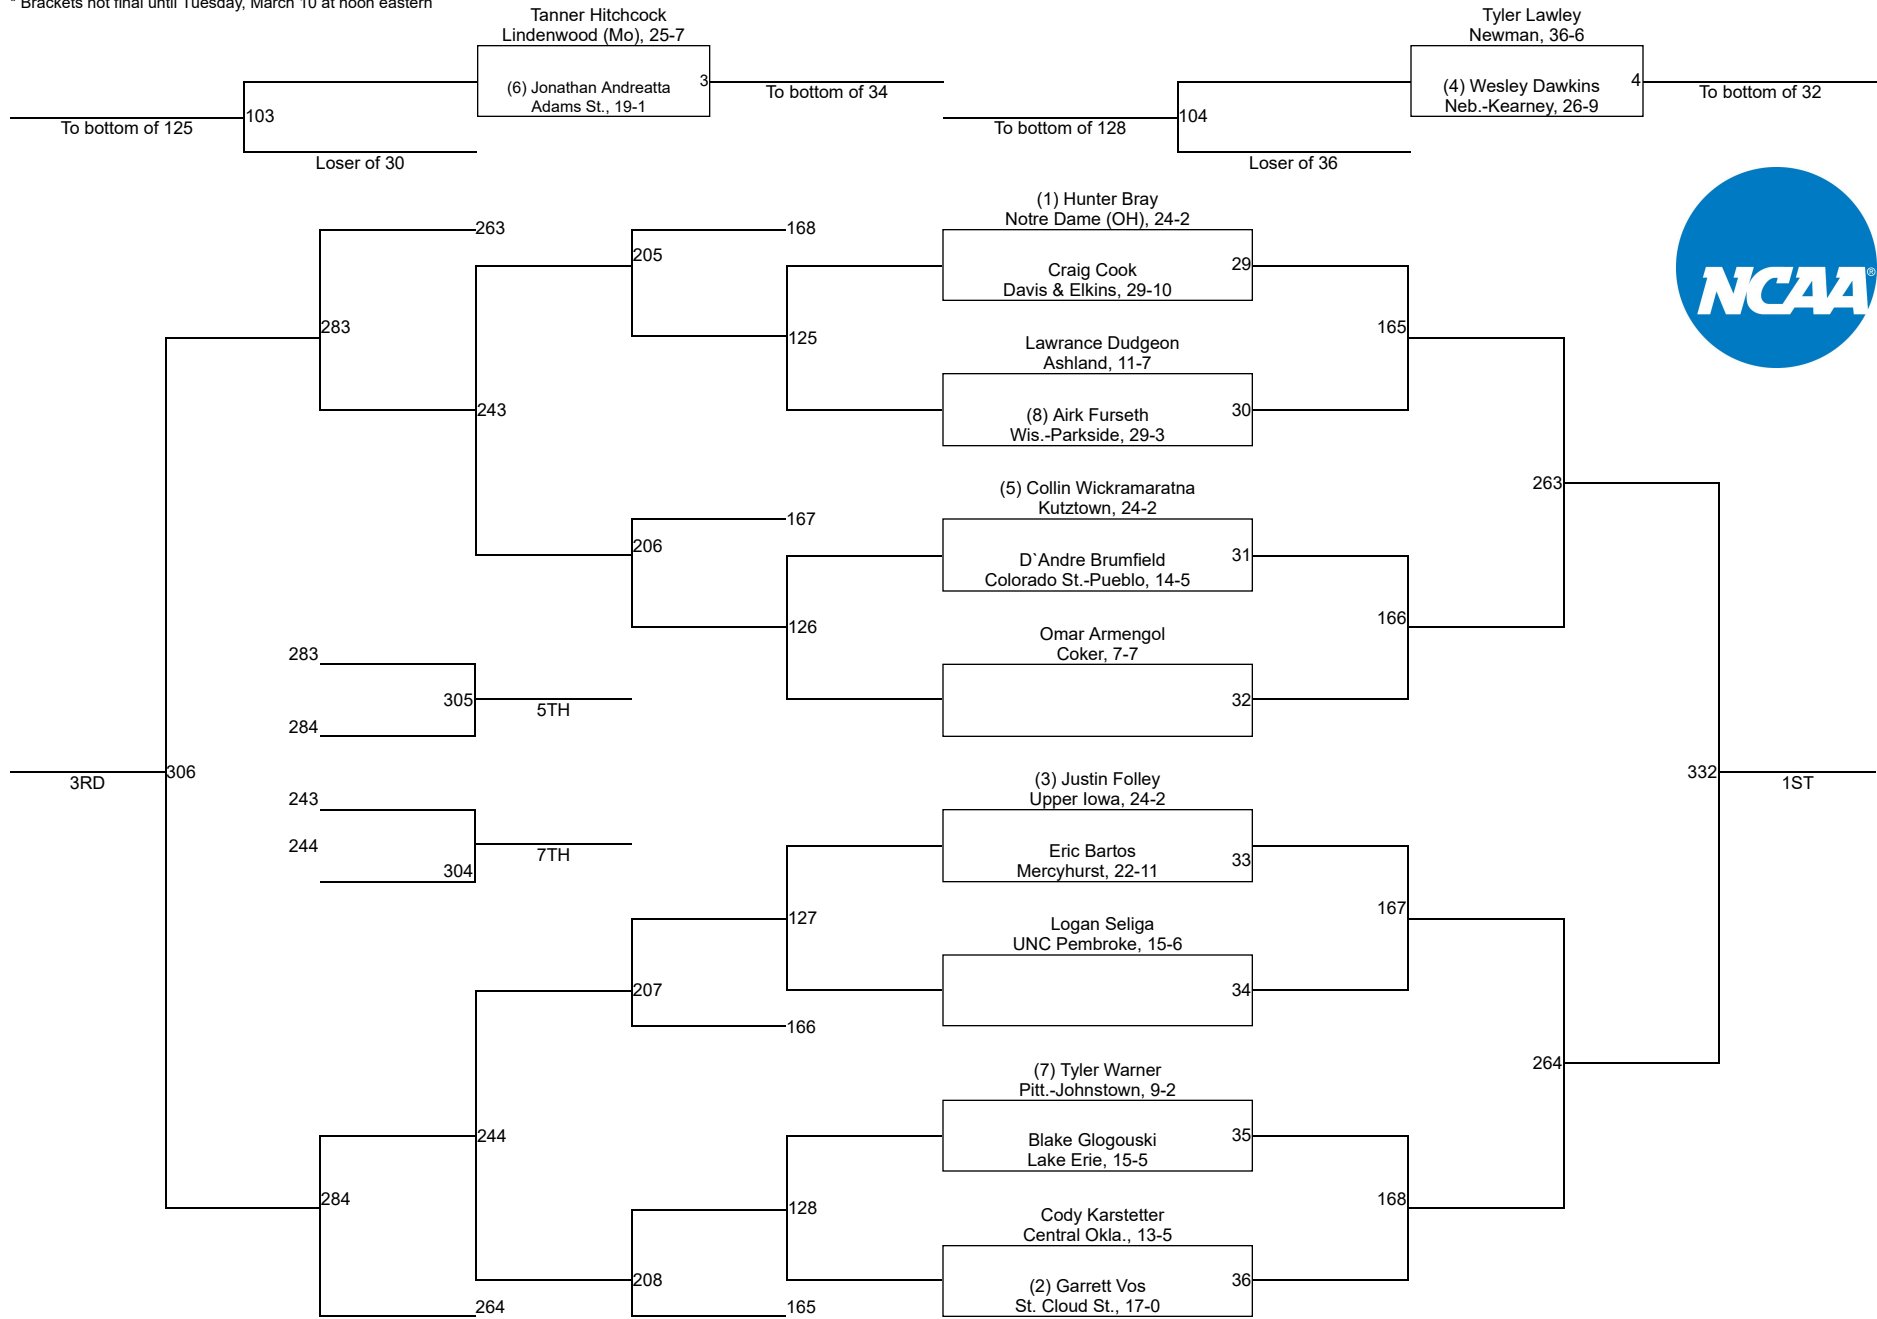 * Brackets not final until Tuesday, March 10 at noon eastern
Tanner Hitchcock
Lindenwood (Mo), 25-7
(6) Jonathan Andreatta
Adams St., 19-1
3
To bottom of 34
103
To bottom of 125
Loser of 30
Tyler Lawley
Newman, 36-6
(4) Wesley Dawkins
Neb.-Kearney, 26-9
4
To bottom of 32
104
To bottom of 128
Loser of 36
NCAA®
(1) Hunter Bray
Notre Dame (OH), 24-2
Craig Cook
Davis & Elkins, 29-10
29
Lawrance Dudgeon
Ashland, 11-7
(8) Airk Furseth
Wis.-Parkside, 29-3
30
(5) Collin Wickramaratna
Kutztown, 24-2
D`Andre Brumfield
Colorado St.-Pueblo, 14-5
31
Omar Armengol
Coker, 7-7
32
(3) Justin Folley
Upper Iowa, 24-2
Eric Bartos
Mercyhurst, 22-11
33
Logan Seliga
UNC Pembroke, 15-6
34
(7) Tyler Warner
Pitt.-Johnstown, 9-2
Blake Glogouski
Lake Erie, 15-5
35
Cody Karstetter
Central Okla., 13-5
(2) Garrett Vos
St. Cloud St., 17-0
36
165
166
167
168
263
264
332
1ST
168
125
167
126
127
166
128
165
205
206
207
208
263
243
244
264
283
284
283
284
305
5TH
243
244
304
7TH
306
3RD